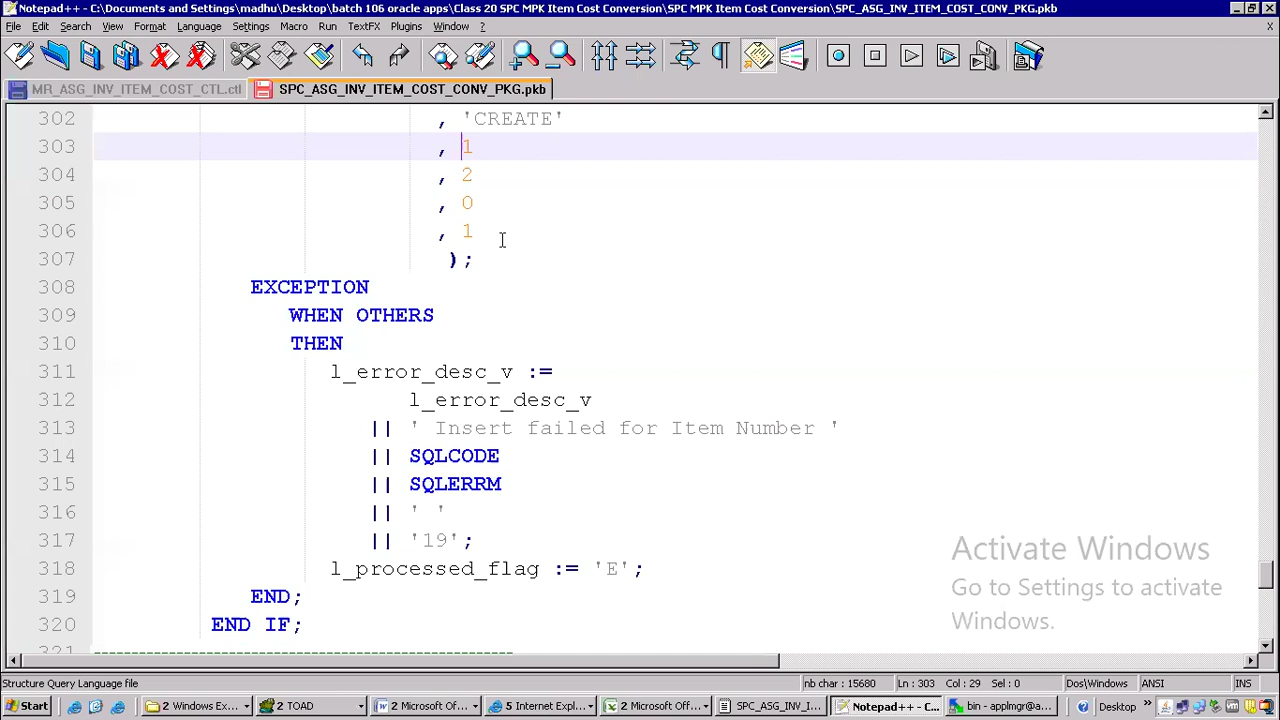 Notepad++ - C:\Documents and Settings\madhu\Desktop\batch 106 oracle apps\Class 20 SPC MPK Item Cost Conversion\SPC MPK Item Cost Conversion\SPC_ASG_INV_ITEM_COST_CONV_PKG.pkb
File Edit Search View Format Language Settings Macro Run TextFX Plugins Window ? X
MR_ASG_INV_ITEM_COST_CTL.ctl SPC_ASG_INV_ITEM_COST_CONV_PKG.pkb
302 , 'CREATE'
303 , 1
304 , 2
305 , 0
306 , 1
307 );
308 EXCEPTION
309 WHEN OTHERS
310 THEN
311 l_error_desc_v :=
312 l_error_desc_v
313 || ' Insert failed for Item Number '
314 || SQLCODE
315 || SQLERRM
316 || ' '
317 || '19';
318 l_processed_flag := 'E';
319 END;
320 END IF;
321 ------------------------------------------------------
Activate Windows
Go to Settings to activate
Windows.
Structure Query Language file nb char : 15680 Ln : 303 Col : 29 Sel : 0 Dos\Windows ANSI INS
Start 2 Windows Ex... 2 TOAD 2 Microsoft Of... 5 Internet E... 2 Microsoft Of... SPC_ASG_INV_I... Notepad++ - C... bin - applmgr@a... Desktop »